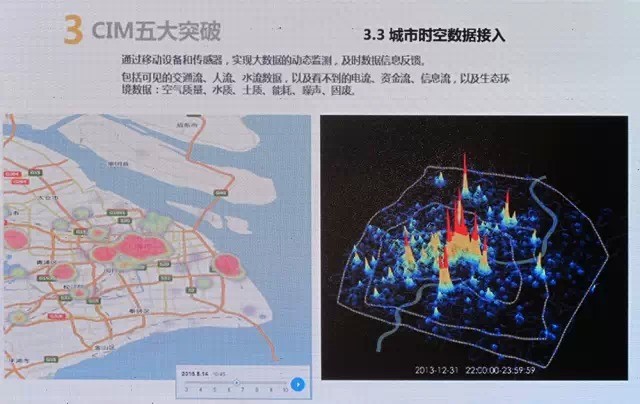 3 CIM五大突破
3.3 城市时空数据接入
通过移动设备和传感器，实现大数据的动态监测，及时数据信息反馈。
包括可见的交通流、人流、水流数据，以及看不到的电流、资金流、信息流，以及生态环
境数据：空气质量、水质、土质、能耗、噪声、固废。
2013-12-31 22:00:00-23:59:59